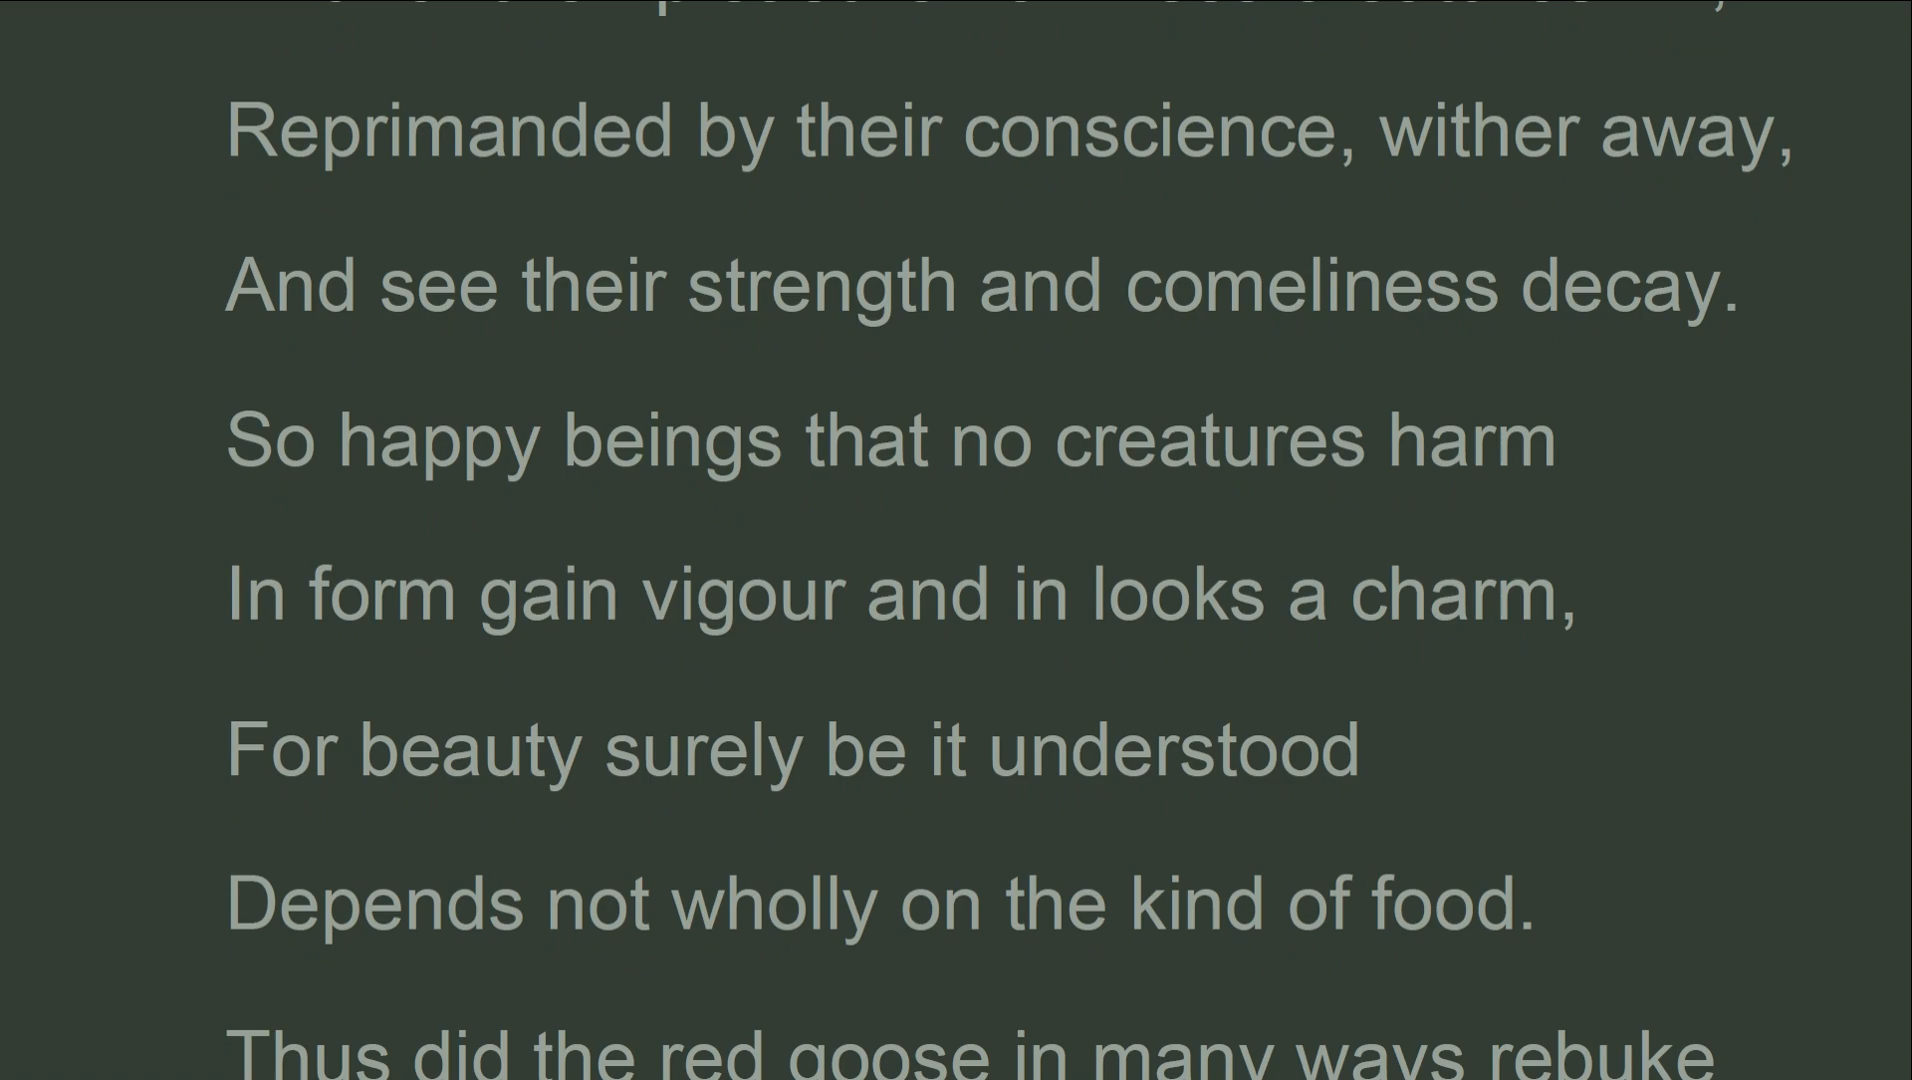 Reprimanded by their conscience, wither away,
And see their strength and comeliness decay.
So happy beings that no creatures harm
In form gain vigour and in looks a charm,
For beauty surely be it understood
Depends not wholly on the kind of food.
Thus did the red goose in many ways rebuke